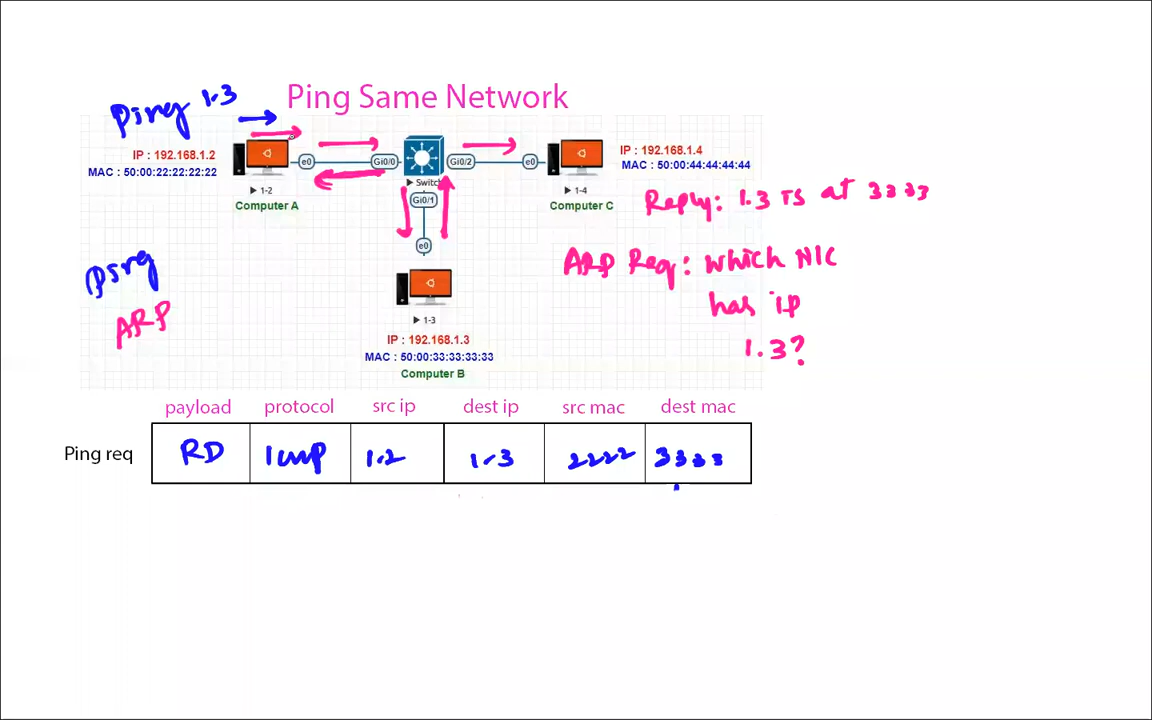 Ping Same Network
Ping 1.3
IP : 192.168.1.2
MAC : 50:00:22:22:22:22
e0
Gi0/0
Gi0/2
e0
IP : 192.168.1.4
MAC : 50:00:44:44:44:44
1-2
Computer A
Switch
Gi0/1
1-4
Computer C
Reply: 1.3 is at 3333
e0
ARP Req: which NIC
has ip
1.3?
Ping
ARP
1-3
IP : 192.168.1.3
MAC : 50:00:33:33:33:33
Computer B
payload protocol src ip dest ip src mac dest mac
Ping req RD ICMP 1.2 1.3 2222 3333